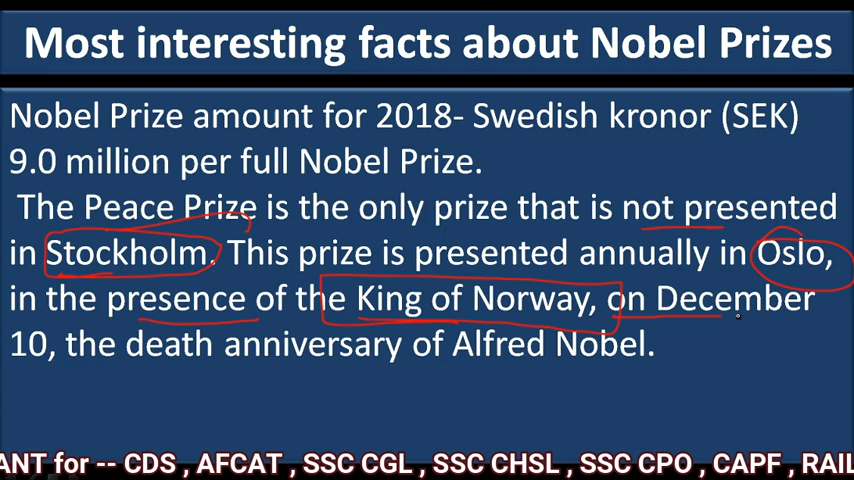 Most interesting facts about Nobel Prizes
Nobel Prize amount for 2018- Swedish kronor (SEK)
9.0 million per full Nobel Prize.
The Peace Prize is the only prize that is not presented
in Stockholm. This prize is presented annually in Oslo,
in the presence of the King of Norway, on December
10, the death anniversary of Alfred Nobel.
ANT for -- CDS , AFCAT , SSC CGL , SSC CHSL , SSC CPO , CAPF , RAIL